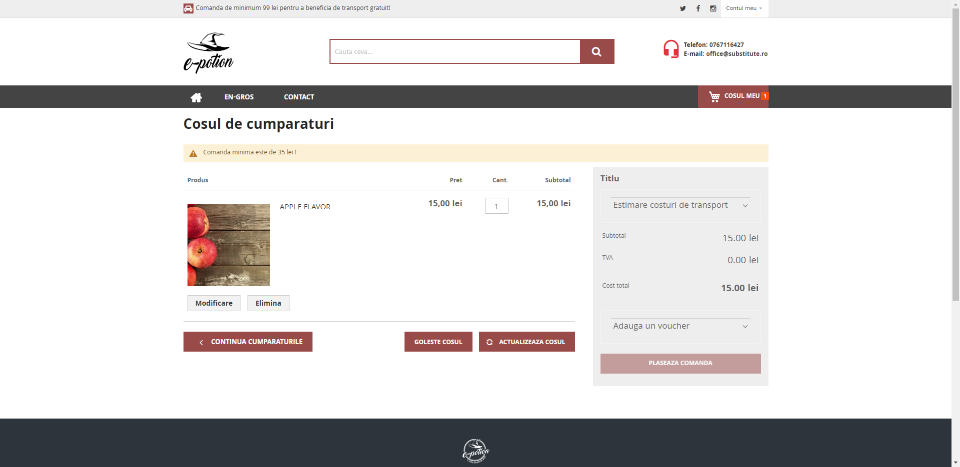 Comanda de minimum 99 lei pentru a beneficia de transport gratuit!
Contul meu
e-potion
Cauta ceva...
Telefon: 0767116427
E-mail: office@substitute.ro
EN-GROS
CONTACT
COSUL MEU 1
Cosul de cumparaturi
Comanda minima este de 35 lei !
Produs Pret Cant. Subtotal
APPLE FLAVOR 15,00 lei 1 15,00 lei
Modificare
Elimina
CONTINUA CUMPARATURILE
GOLESTE COSUL
ACTUALIZEAZA COSUL
Titlu
Estimare costuri de transport
Subtotal 15.00 lei
TVA 0.00 lei
Cost total 15.00 lei
Adauga un voucher
PLASEAZA COMANDA
e-potion